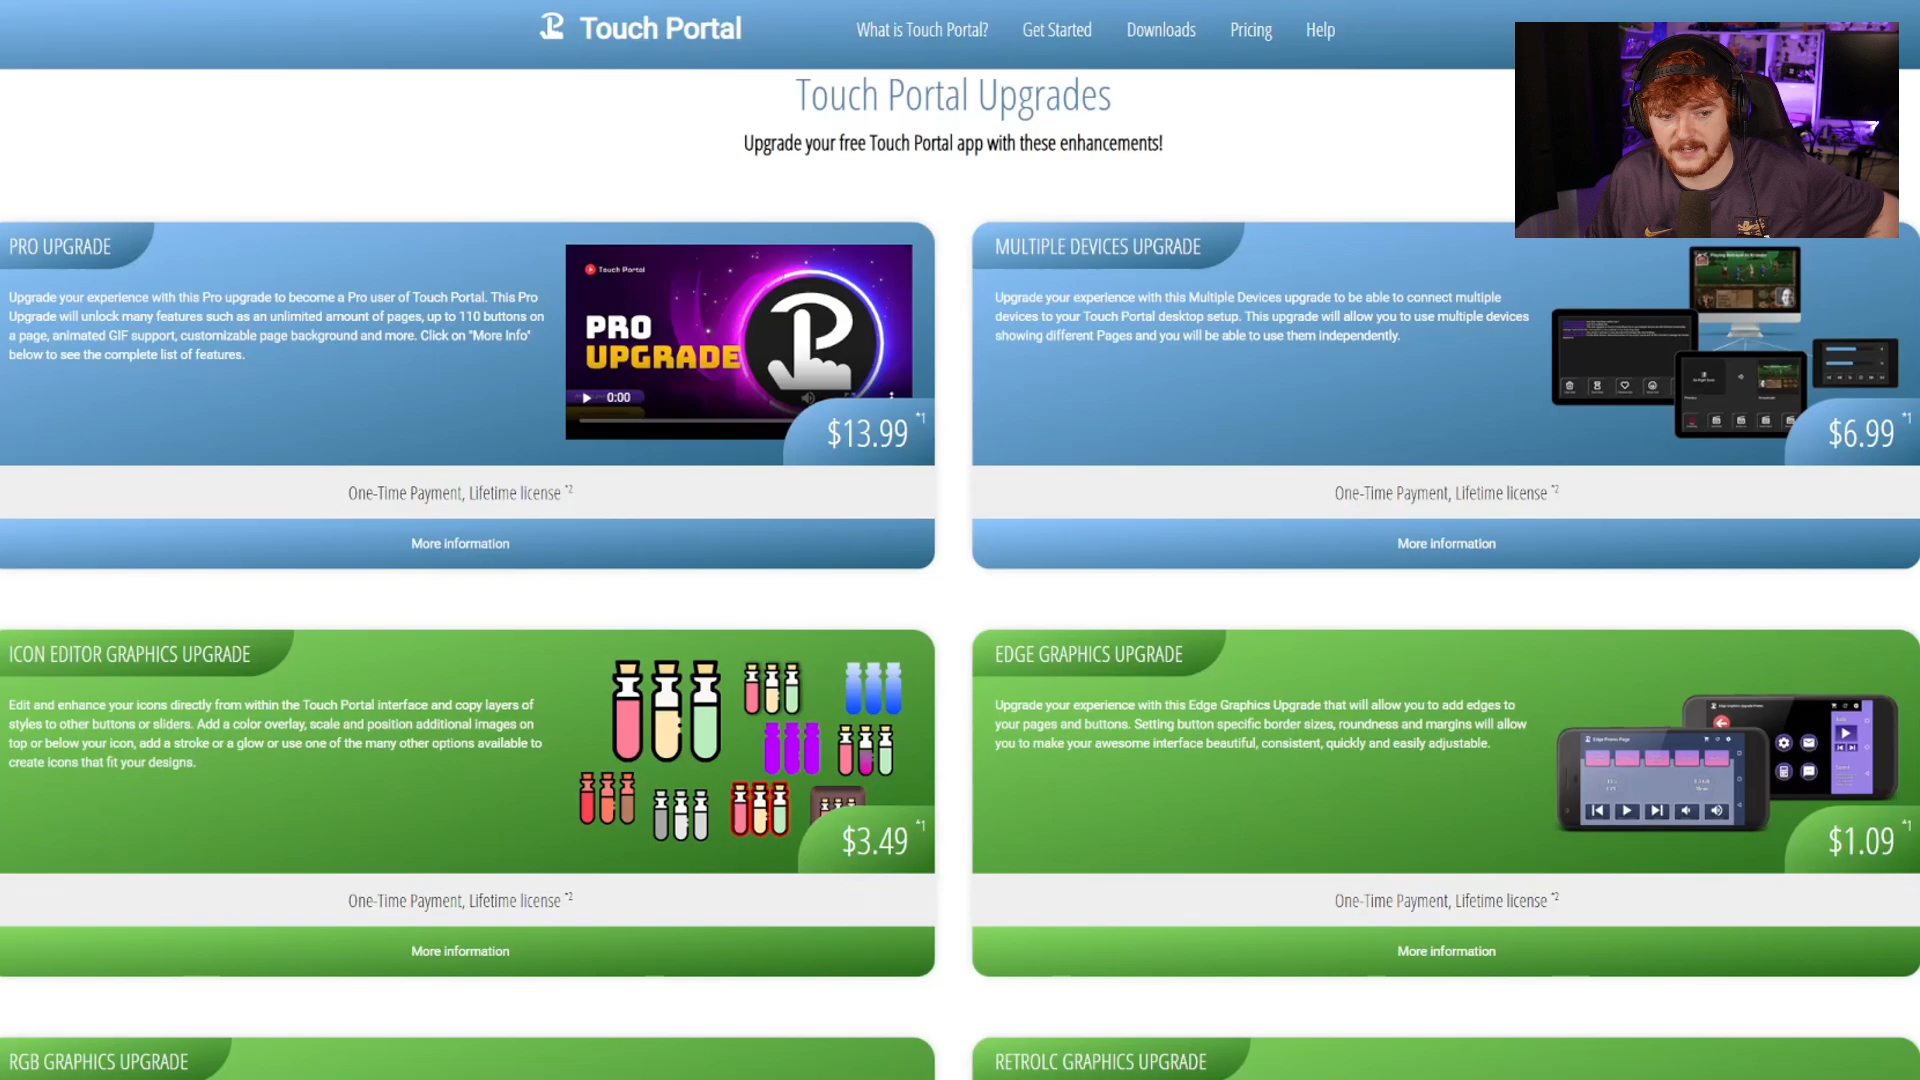 Touch Portal
What is Touch Portal?
Get Started
Downloads
Pricing
Help
Touch Portal Upgrades
Upgrade your free Touch Portal app with these enhancements!
PRO UPGRADE
Upgrade your experience with this Pro upgrade to become a Pro user of Touch Portal. This Pro
Upgrade will unlock many features such as an unlimited amount of pages, up to 110 buttons on
a page, animated GIF support, customizable page background and more. Click on "More Info"
below to see the complete list of features.
Touch Portal
PRO
UPGRADE
0:00
$13.99 *1
One-Time Payment, Lifetime license *2
More information
MULTIPLE DEVICES UPGRADE
Upgrade your experience with this Multiple Devices upgrade to be able to connect multiple
devices to your Touch Portal desktop setup. This upgrade will allow you to use multiple devices
showing different Pages and you will be able to use them independently.
$6.99 *1
One-Time Payment, Lifetime license *2
More information
ICON EDITOR GRAPHICS UPGRADE
Edit and enhance your icons directly from within the Touch Portal interface and copy layers of
styles to other buttons or sliders. Add a color overlay, scale and position additional images on
top or below your icon, add a stroke or a glow or use one of the many other options available to
create icons that fit your designs.
$3.49 *1
One-Time Payment, Lifetime license *2
More information
EDGE GRAPHICS UPGRADE
Upgrade your experience with this Edge Graphics Upgrade that will allow you to add edges to
your pages and buttons. Setting button specific border sizes, roundness and margins will allow
you to make your awesome interface beautiful, consistent, quickly and easily adjustable.
$1.09 *1
One-Time Payment, Lifetime license *2
More information
RGB GRAPHICS UPGRADE
RETROLC GRAPHICS UPGRADE